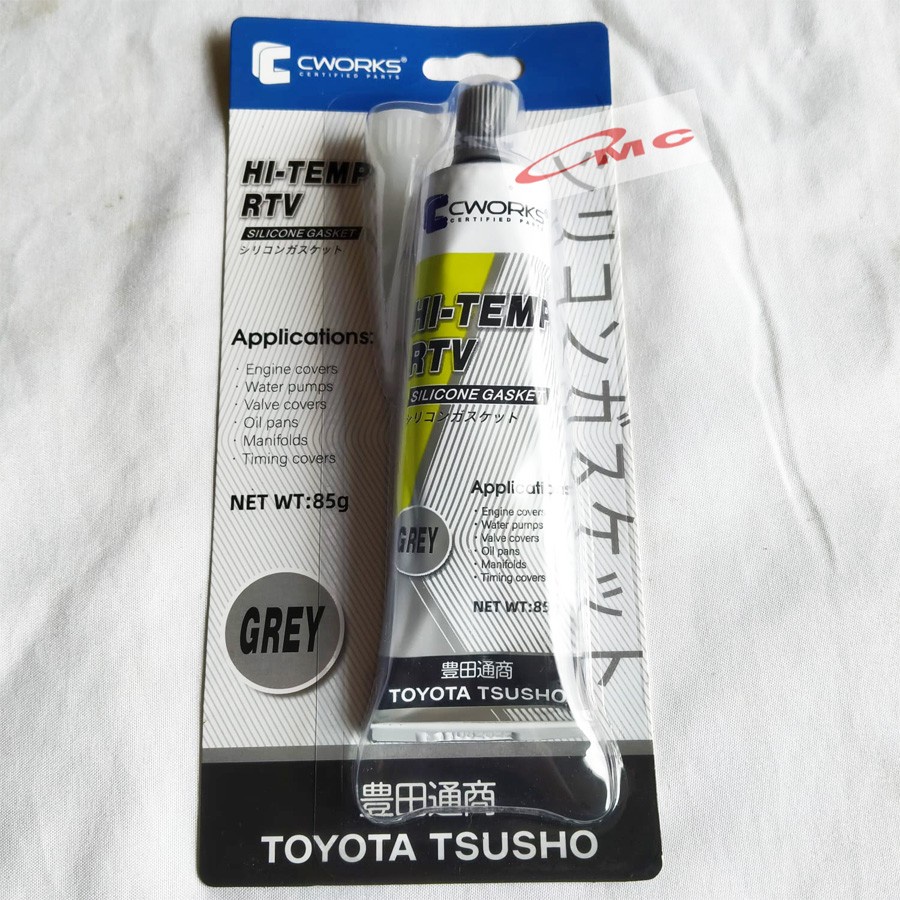 CWORKS®
CERTIFIED PARTS
MC
HI-TEMP
RTV
SILICONE GASKET
シリコンガスケット
Applications:
· Engine covers
· Water pumps
· Valve covers
· Oil pans
· Manifolds
· Timing covers
NET WT:85g
GREY
CWORKS®
CERTIFIED PARTS
HI-TEMP
RTV
SILICONE GASKET
シリコンガスケット
Applications
· Engine covers
· Water pumps
· Valve covers
· Oil pans
· Manifolds
· Timing covers
NET WT:85
GREY
豊田通商
TOYOTA TSUSHO
シリコンガスケット
豊田通商
TOYOTA TSUSHO